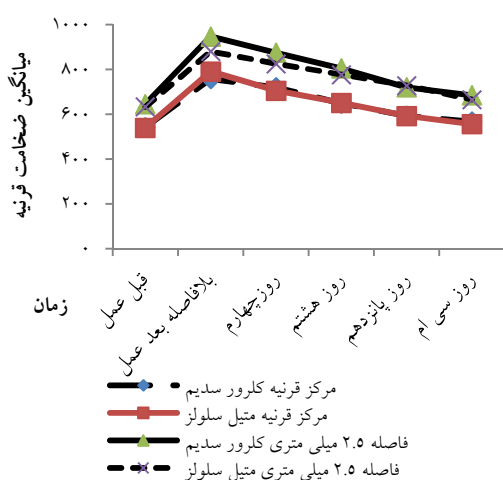 میانگین ضخامت قرنیه
۱۰۰۰
۸۰۰
۶۰۰
۴۰۰
۲۰۰
۰
زمان
قبل عمل
بلافاصله بعد عمل
روزچهارم
روز هشتم
روز پانزدهم
روز سی ام
مرکز قرنیه کلرور سدیم
مرکز قرنیه متیل سلولز
فاصله ۲.۵ میلی متری کلرور سدیم
فاصله ۲.۵ میلی متری متیل سلولز